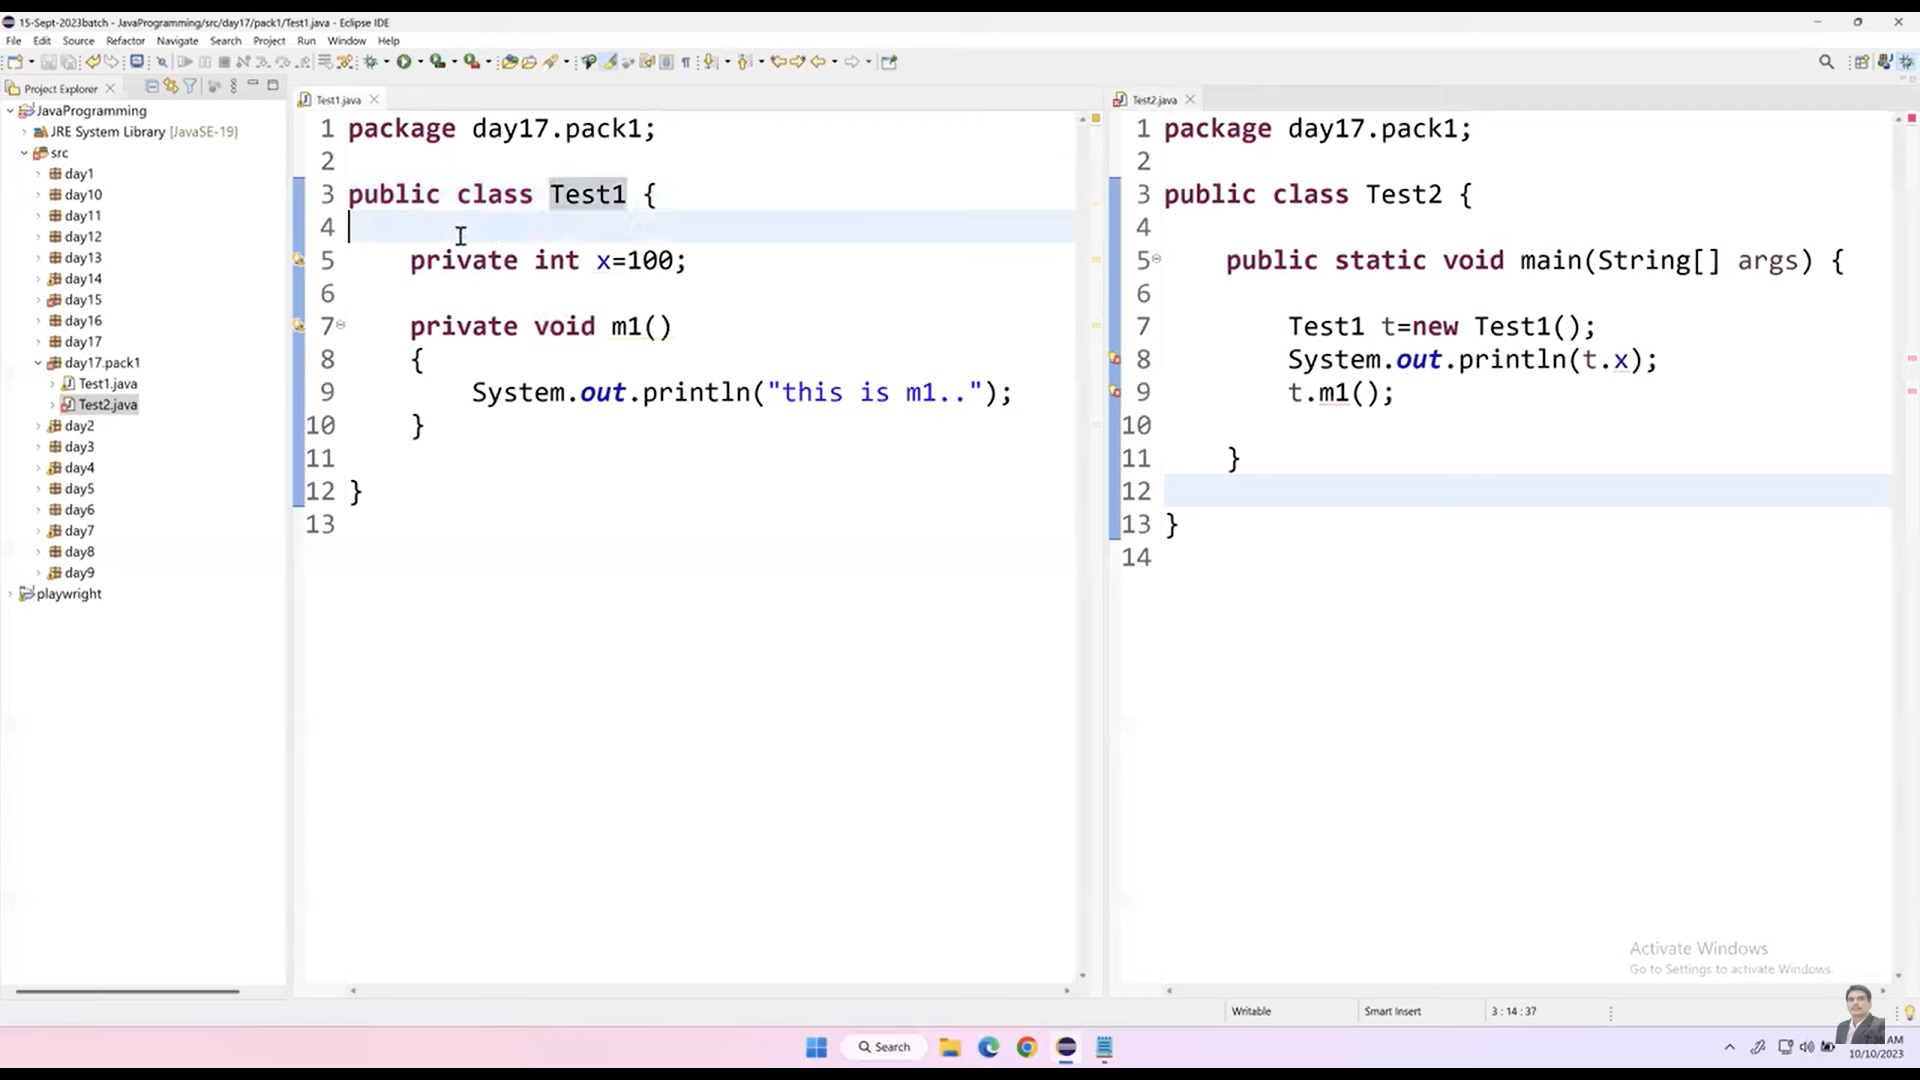 15-Sept-2023batch - JavaProgramming/src/day17/pack1/Test1.java - Eclipse IDE
File Edit Source Refactor Navigate Search Project Run Window Help
Project Explorer
JavaProgramming
JRE System Library [JavaSE-19]
src
day1
day10
day11
day12
day13
day14
day15
day16
day17
day17.pack1
Test1.java
Test2.java
day2
day3
day4
day5
day6
day7
day8
day9
playwright
Test1.java
1 package day17.pack1;
2
3 public class Test1 {
4
5 private int x=100;
6
7 private void m1()
8 {
9 System.out.println("this is m1..");
10 }
11
12 }
13
Test2.java
1 package day17.pack1;
2
3 public class Test2 {
4
5 public static void main(String[] args) {
6
7 Test1 t=new Test1();
8 System.out.println(t.x);
9 t.m1();
10
11 }
12
13 }
14
Activate Windows
Go to Settings to activate Windows.
Writable Smart Insert 3 : 14 : 37
Search
AM
10/10/2023